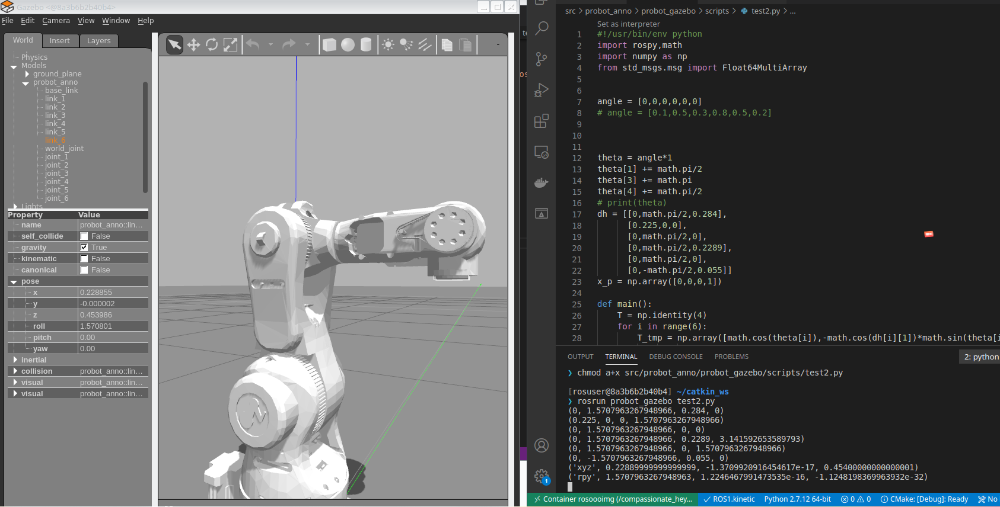 Gazebo <@8a3b6b2b40b4>
File Edit Camera View Window Help
World Insert Layers
Physics
Models
ground_plane
probot_anno
base_link
link_1
link_2
link_3
link_4
link_5
link_6
world_joint
joint_1
joint_2
joint_3
joint_4
joint_5
joint_6
Lights
Property Value
name probot_anno::lin...
self_collide False
gravity True
kinematic False
canonical False
pose
x 0.228855
y -0.000002
z 0.453986
roll 1.570801
pitch 0.00
yaw 0.00
inertial
collision probot_anno::lin...
visual probot_anno::lin...
visual probot_anno::lin...
src > probot_anno > probot_gazebo > scripts > test2.py > ...
Set as interpreter
1 #!/usr/bin/env python
2 import rospy,math
3 import numpy as np
4 from std_msgs.msg import Float64MultiArray
5
6
7 angle = [0,0,0,0,0,0]
8 # angle = [0.1,0.5,0.3,0.8,0.5,0.2]
9
10
11
12 theta = angle*1
13 theta[1] += math.pi/2
14 theta[3] += math.pi
15 theta[4] += math.pi/2
16 # print(theta)
17 dh = [[0,math.pi/2,0.284],
18 [0.225,0,0],
19 [0,math.pi/2,0],
20 [0,math.pi/2,0.2289],
21 [0,math.pi/2,0],
22 [0,-math.pi/2,0.055]]
23 x_p = np.array([0,0,0,1])
24
25 def main():
26 T = np.identity(4)
27 for i in range(6):
28 T_tmp = np.array([math.cos(theta[i]),-math.cos(dh[i][1])*math.sin(theta[i
OUTPUT TERMINAL DEBUG CONSOLE PROBLEMS 2: python
❯ chmod a+x src/probot_anno/probot_gazebo/scripts/test2.py
[rosuser@8a3b6b2b40b4] ~/catkin_ws
❯ rosrun probot_gazebo test2.py
(0, 1.5707963267948966, 0.284, 0)
(0.225, 0, 0, 1.5707963267948966)
(0, 1.5707963267948966, 0, 0)
(0, 1.5707963267948966, 0.2289, 3.141592653589793)
(0, 1.5707963267948966, 0, 1.5707963267948966)
(0, -1.5707963267948966, 0.055, 0)
('xyz', 0.22889999999999999, -1.3709920916454617e-17, 0.45400000000000001)
('rpy', 1.5707963267948963, 1.2246467991473535e-16, -1.1248198369963932e-32)
1
Container rosoooimg (/compassionate_hey... ROS1.kinetic Python 2.7.12 64-bit 0 0 CMake: [Debug]: Ready No